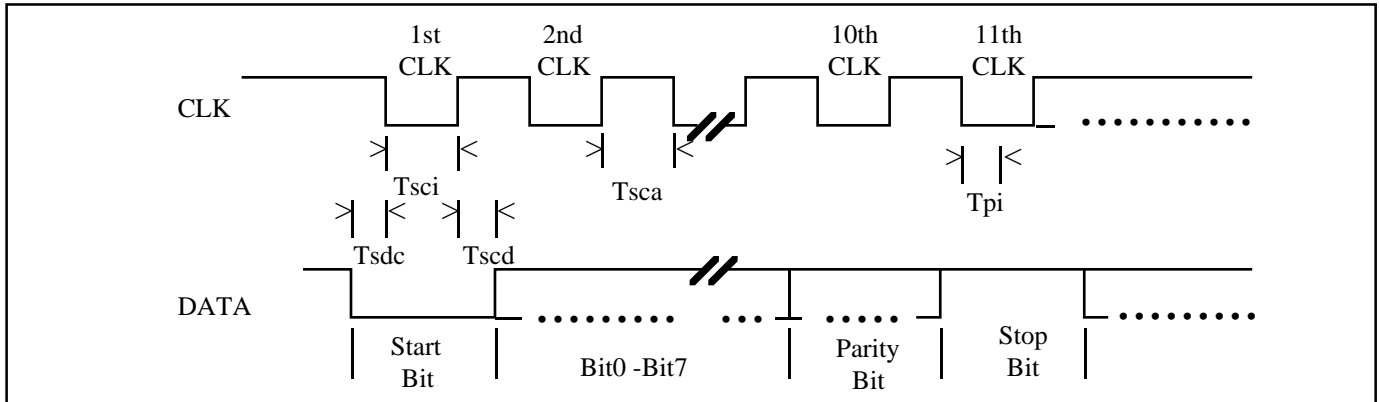 1st
CLK
2nd
CLK
10th
CLK
11th
CLK
CLK
Tsci
Tsca
Tpi
Tsdc
Tscd
DATA
Start
Bit
Bit0 -Bit7
Parity
Bit
Stop
Bit